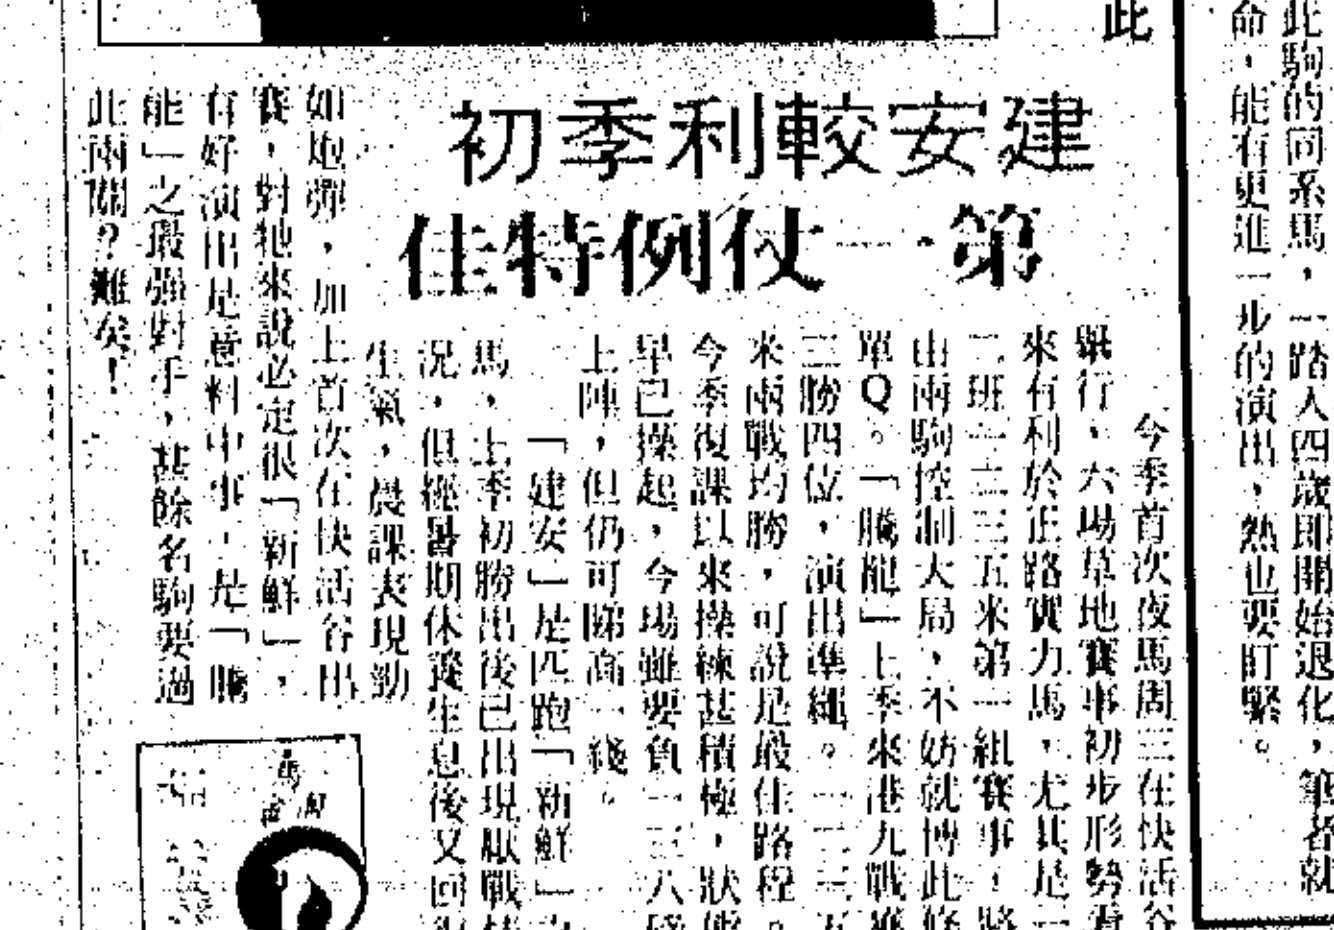 此駒的同系馬，一踏入四歲即開始退化，筆者就
命，能有更進一步的演出，熱也要盯緊。
此
建安較利季初
第一仗例特佳
今季首次夜馬周三在快活谷
舉行，六場草地賽事初步形勢看
來有利於正路實力馬，尤其是一
二班一二三五米第一組賽事，
由兩駒控制大局，不妨就博此
單Q。「騰龍」上季來港九戰
三勝四位，演出準繩。一二三五
米兩戰均勝，可說是最佳路程。
今季復課以來操練甚積極，狀
早已操起，今場雖要負一三八
上陣，但仍可睇高一綫。
「建安」是匹跑「新鮮」
馬，上季初勝出後已出現厭戰
況，但經暑期休養生息後又回
生氣，晨課表現勁
如炮彈，加上首次在快活谷出
賽，對牠來說必定很「新鮮」，
有好演出是意料中事，是「騰
龍」之最強對手，其餘名駒要過
此兩關？難矣！